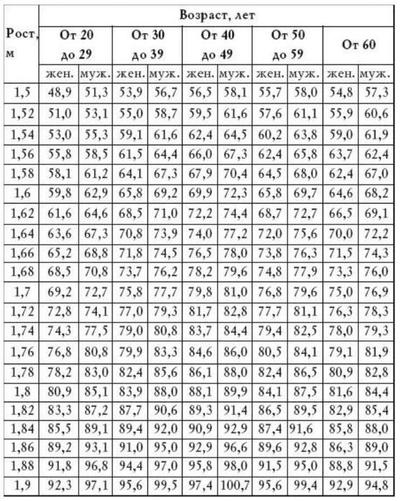 Рост, м Возраст, лет
От 20 до 29 От 30 до 39 От 40 до 49 От 50 до 59 От 60
жен. муж. жен. муж. жен. муж. жен. муж. жен. муж.
1,5 48,9 51,3 53,9 56,7 56,5 58,1 55,7 58,0 54,8 57,3
1,52 51,0 53,1 55,0 58,7 59,5 61,6 57,6 61,1 55,9 60,6
1,54 53,0 55,3 59,1 61,6 62,4 64,5 60,2 63,8 59,0 61,9
1,56 55,8 58,5 61,5 64,4 66,0 67,3 62,4 65,8 63,7 62,4
1,58 58,1 61,2 64,1 67,3 67,9 70,4 64,5 68,0 62,4 67,0
1,6 59,8 62,9 65,8 69,2 69,9 72,3 65,8 69,7 64,6 68,2
1,62 61,6 64,6 68,5 71,0 72,2 74,4 68,7 72,7 66,5 69,1
1,64 63,6 67,3 70,8 73,9 74,0 77,2 72,0 75,6 70,0 72,2
1,66 65,2 68,8 71,8 74,5 76,5 78,0 73,8 76,3 71,5 74,3
1,68 68,5 70,8 73,7 76,2 78,2 79,6 74,8 77,9 73,3 76,0
1,7 69,2 72,7 75,8 77,7 79,8 81,0 76,8 79,6 75,0 76,9
1,72 72,8 74,1 77,0 79,3 81,7 82,8 77,7 81,1 76,3 78,3
1,74 74,3 77,5 79,0 80,8 83,7 84,4 79,4 82,5 78,0 79,3
1,76 76,8 80,8 79,9 83,3 84,6 86,0 80,5 84,1 79,1 81,9
1,78 78,2 83,0 82,4 85,6 86,1 88,0 82,4 86,5 80,9 82,8
1,8 80,9 85,1 83,9 88,0 88,1 89,9 84,1 87,5 81,6 84,4
1,82 83,3 87,2 87,7 90,6 89,3 91,4 86,5 89,5 82,9 85,4
1,84 85,5 89,1 89,4 92,0 90,9 92,9 87,4 91,6 85,8 88,0
1,86 89,2 93,1 91,0 95,0 92,9 96,6 89,6 92,8 86,3 89,0
1,88 91,8 96,8 94,4 97,0 95,8 98,0 91,5 95,0 88,8 91,5
1,9 92,3 97,1 95,6 99,5 97,4 100,7 95,6 99,4 92,9 94,8